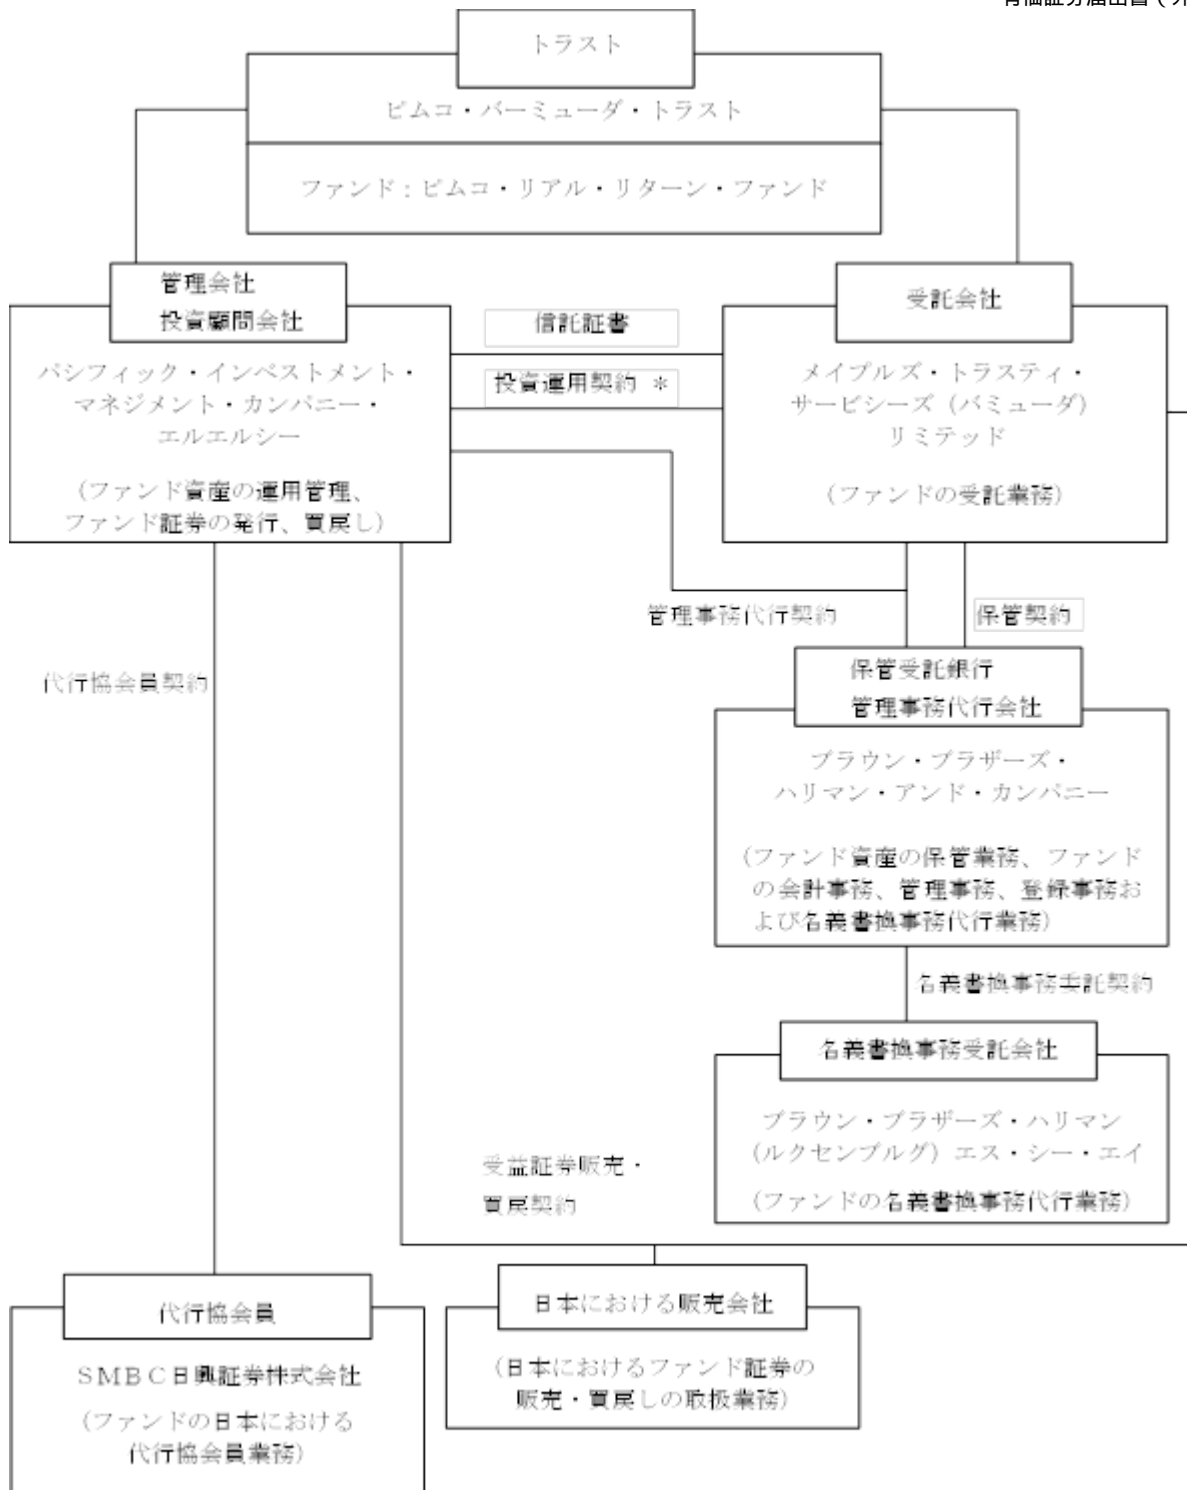 トラスト
ピムコ・バーミューダ・トラスト
ファンド：ピムコ・リアル・リターン・ファンド
管理会社
投資顧問会社
パシフィック・インベストメント・
マネジメント・カンパニー・
エルエルシー
（ファンド資産の運用管理、
ファンド証券の発行、買戻し）
信託証書
投資運用契約 ＊
受託会社
メイプルズ・トラスティ・
サービシーズ（バミューダ）
リミテッド
（ファンドの受託業務）
管理事務代行契約
保管契約
代行協会員契約
保管受託銀行
管理事務代行会社
ブラウン・ブラザーズ・
ハリマン・アンド・カンパニー
（ファンド資産の保管業務、ファンド
の会計事務、管理事務、登録事務お
よび名義書換事務代行業務）
名義書換事務委託契約
名義書換事務受託会社
ブラウン・ブラザーズ・ハリマン
（ルクセンブルグ）エス・シー・エイ
（ファンドの名義書換事務代行業務）
受益証券販売・
買戻契約
代行協会員
ＳＭＢＣ日興証券株式会社
（ファンドの日本における
代行協会員業務）
日本における販売会社
（日本におけるファンド証券の
販売・買戻しの取扱業務）